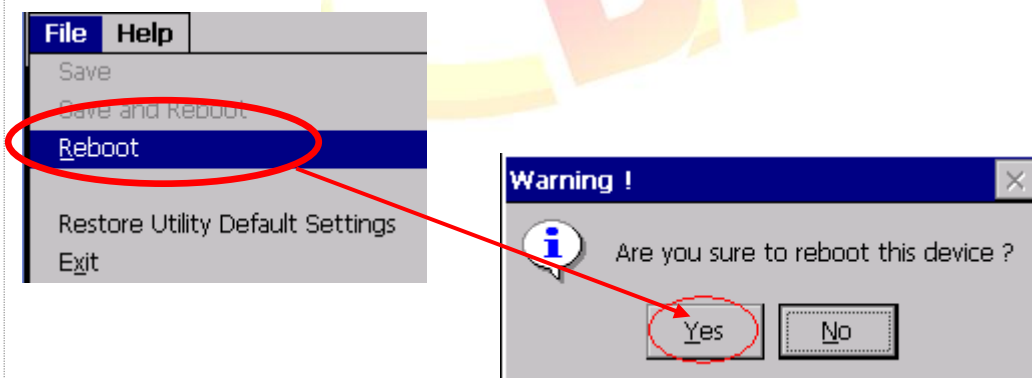 File Help
Save
Save and Reboot
Reboot
Restore Utility Default Settings
Exit
Warning !
Are you sure to reboot this device ?
Yes No